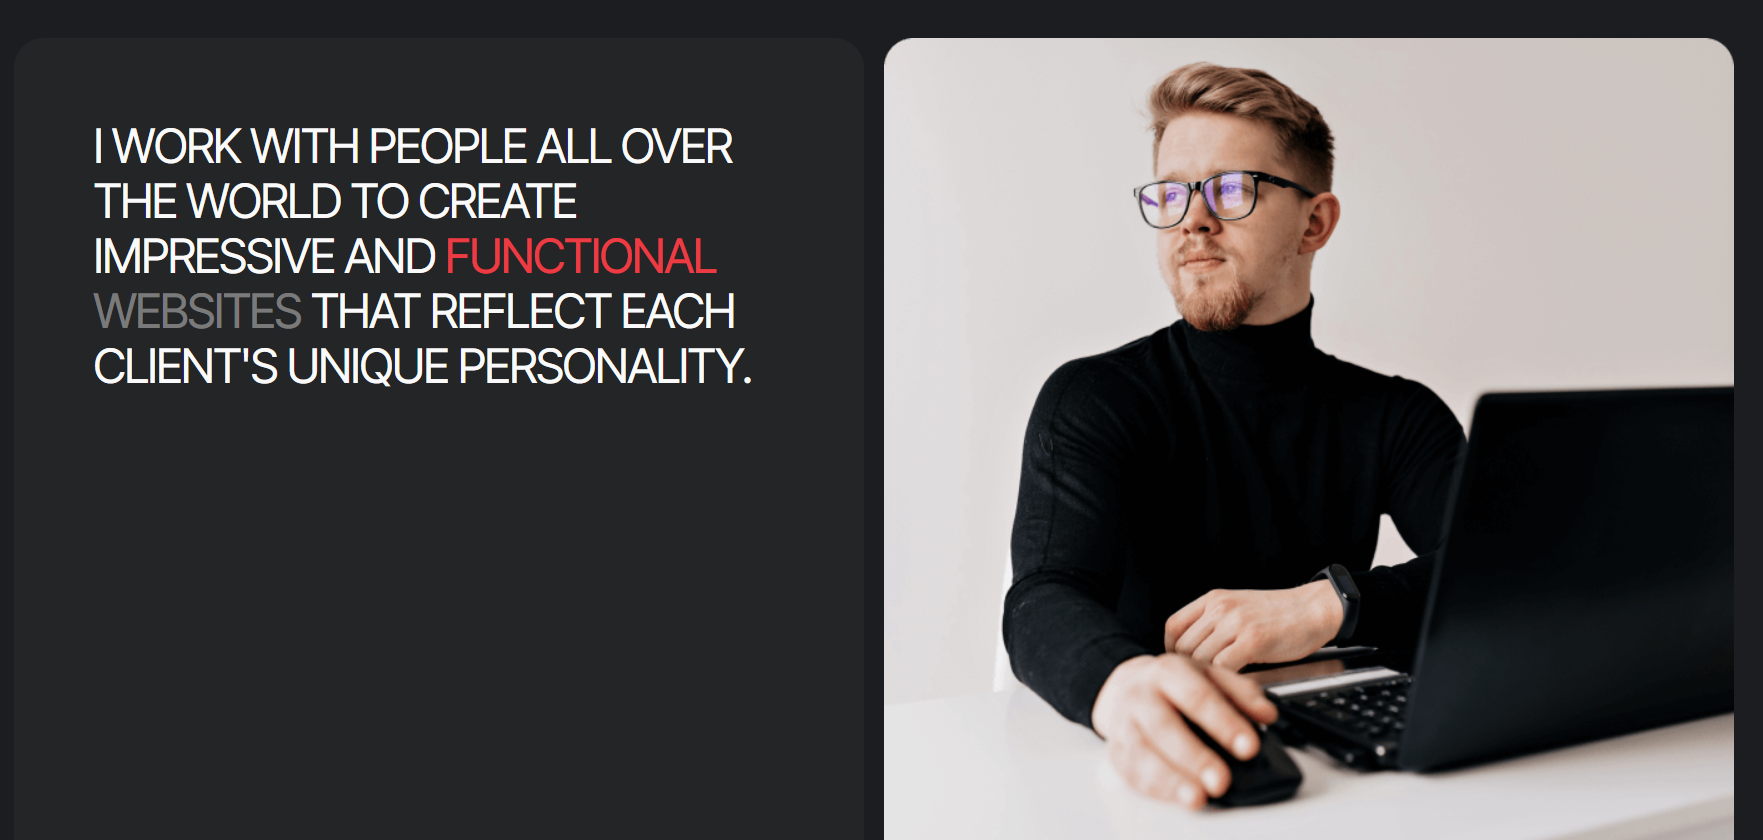 I WORK WITH PEOPLE ALL OVER
THE WORLD TO CREATE
IMPRESSIVE AND FUNCTIONAL
WEBSITES THAT REFLECT EACH
CLIENT'S UNIQUE PERSONALITY.